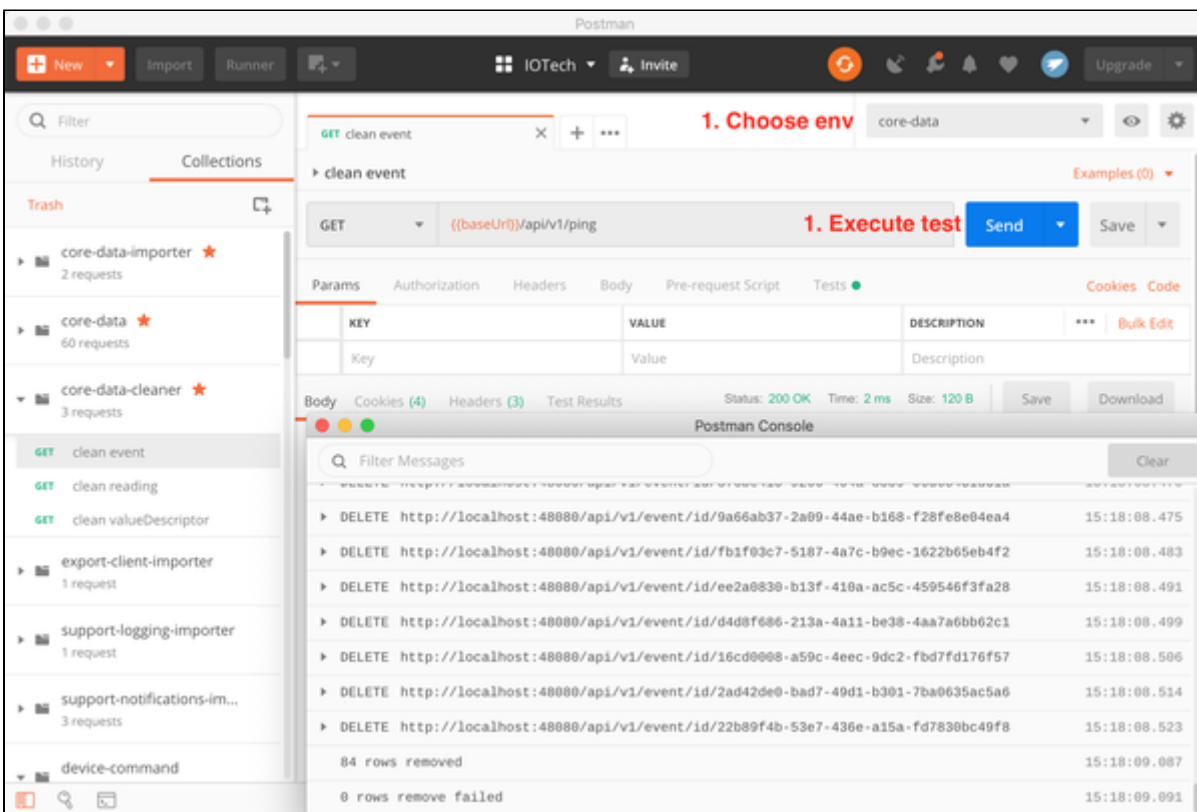 Postman
New Import Runner IOTech Invite Upgrade
Filter
History Collections
Trash
core-data-importer
2 requests
core-data
60 requests
core-data-cleaner
3 requests
GET clean event
GET clean reading
GET clean valueDescriptor
export-client-importer
1 request
support-logging-importer
1 request
support-notifications-im...
3 requests
device-command
GET clean event
1. Choose env core-data
clean event Examples (0)
GET {{baseUrl}}/api/v1/ping 1. Execute test Send Save
Params Authorization Headers Body Pre-request Script Tests Cookies Code
KEY VALUE DESCRIPTION Bulk Edit
Key Value Description
Body Cookies (4) Headers (3) Test Results Status: 200 OK Time: 2 ms Size: 120 B Save Download
Postman Console
Filter Messages Clear
DELETE http://localhost:48080/api/v1/event/id/9a66ab37-2a09-44ae-b168-f28fe8e04ea4 15:18:08.475
DELETE http://localhost:48080/api/v1/event/id/fb1f03c7-5187-4a7c-b9ec-1622b65eb4f2 15:18:08.483
DELETE http://localhost:48080/api/v1/event/id/ee2a0830-b13f-410a-ac5c-459546f3fa28 15:18:08.491
DELETE http://localhost:48080/api/v1/event/id/d4d8f686-213a-4a11-be38-4aa7a6bb62c1 15:18:08.499
DELETE http://localhost:48080/api/v1/event/id/16cd0008-a59c-4eec-9dc2-fbd7fd176f57 15:18:08.506
DELETE http://localhost:48080/api/v1/event/id/2ad42de0-bad7-49d1-b301-7ba0635ac5a6 15:18:08.514
DELETE http://localhost:48080/api/v1/event/id/22b89f4b-53e7-436e-a15a-fd7830bc49f8 15:18:08.523
84 rows removed 15:18:09.087
0 rows remove failed 15:18:09.091